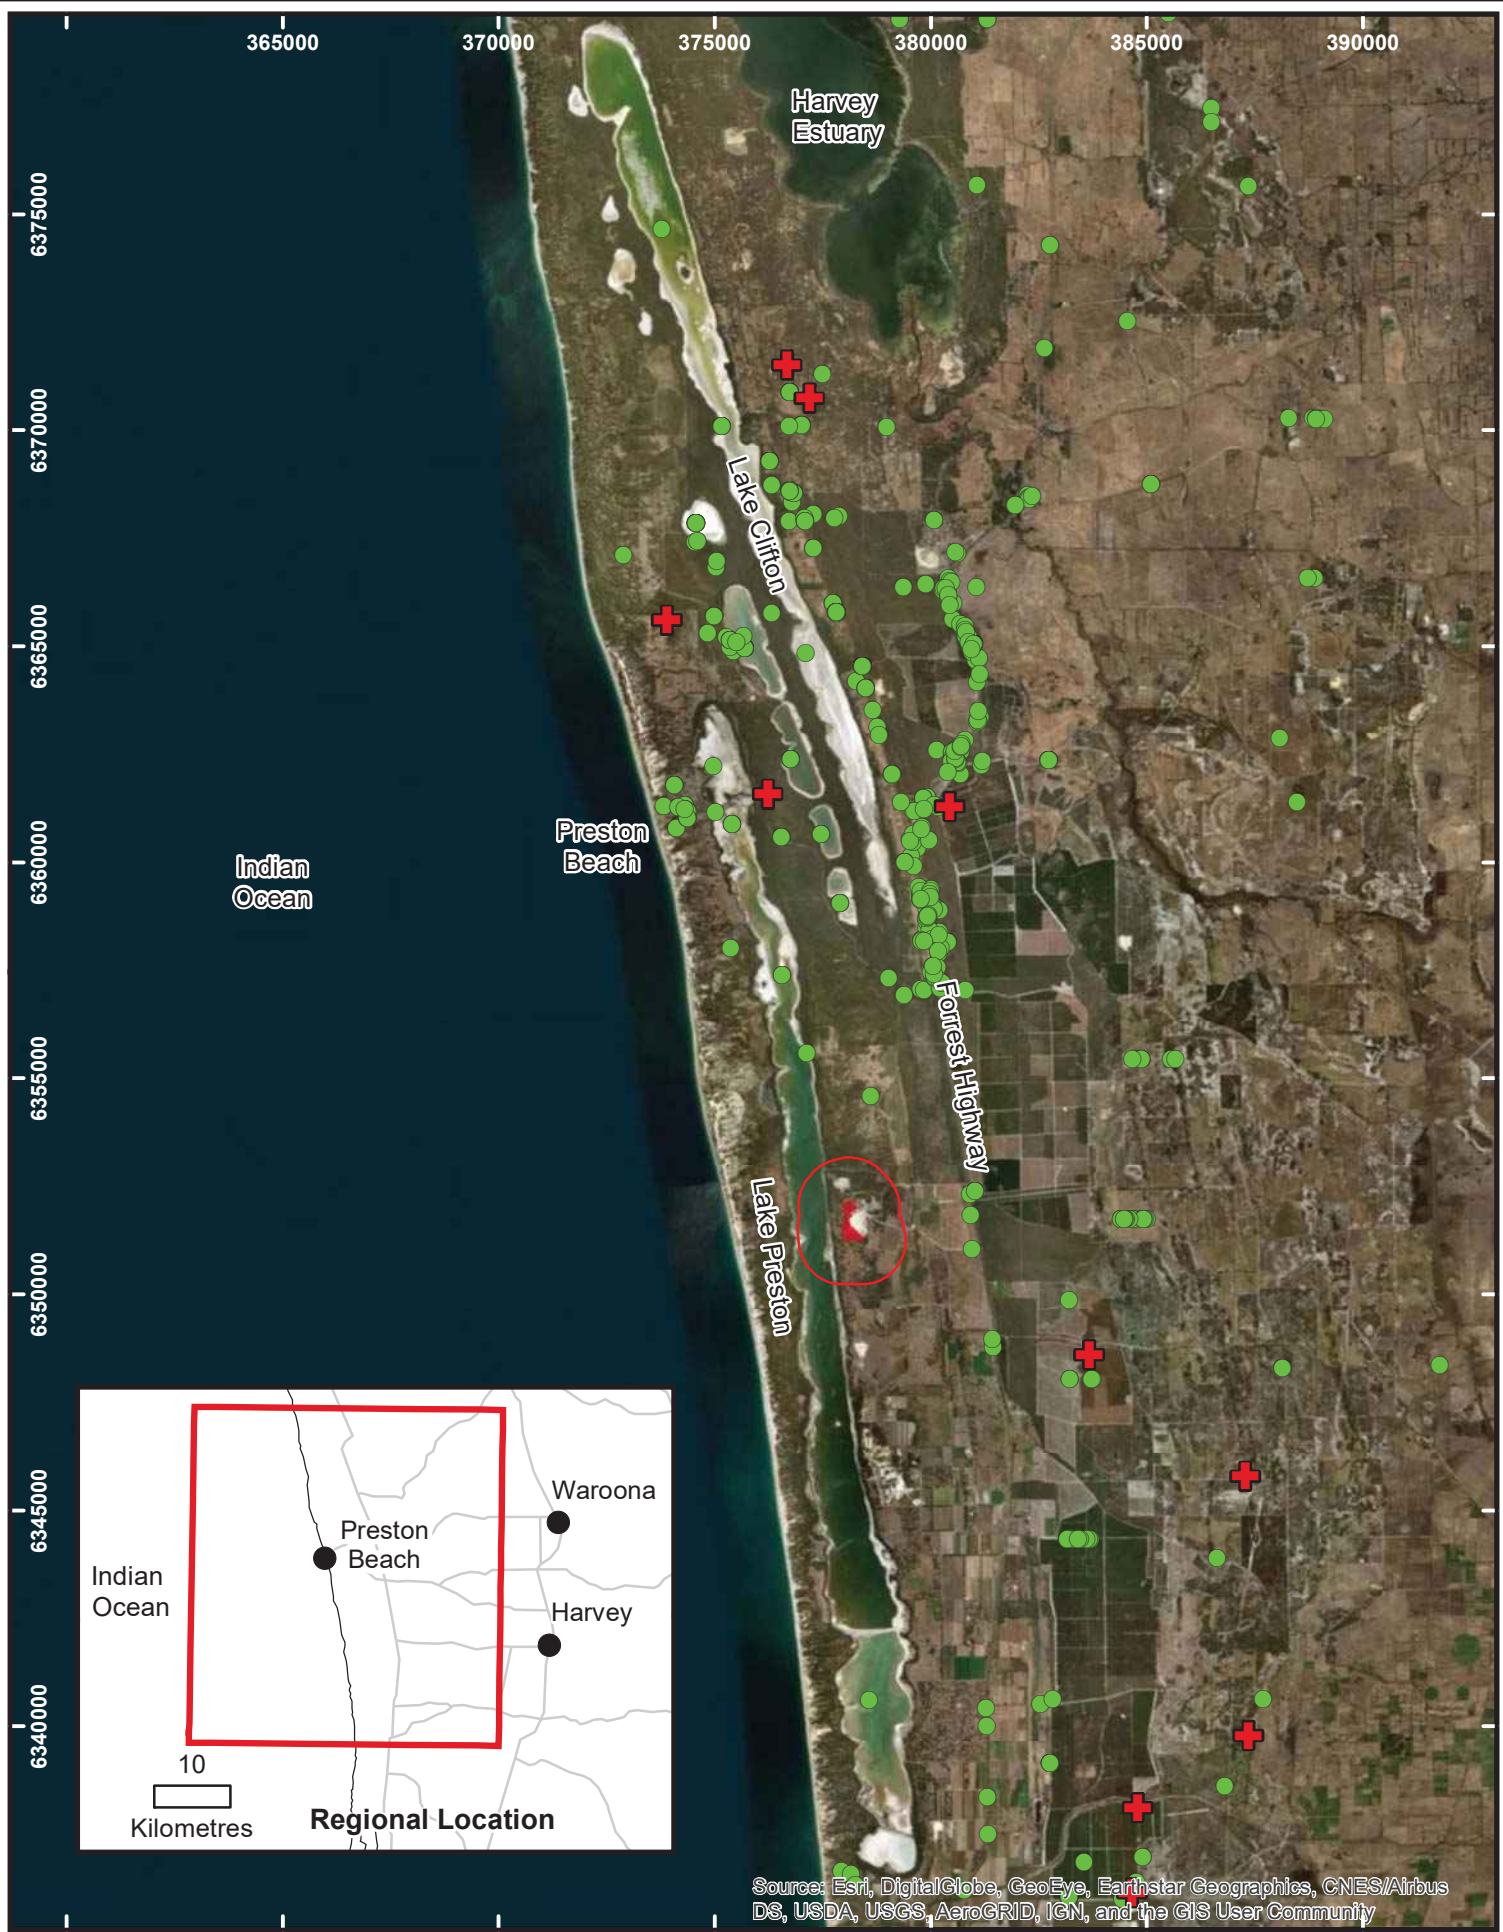 365000
370000
375000
380000
385000
390000
Harvey
Estuary
6375000
6370000
Lake Clifton
6365000
Preston
Beach
Indian
Ocean
6360000
Forrest Highway
6355000
Lake Preston
6350000
6345000
6340000
Waroona
Preston
Beach
Indian
Ocean
Harvey
10
Kilometres
Regional Location
Source: Esri, DigitalGlobe, GeoEye, Earthstar Geographics, CNES/Airbus
DS, USDA, USGS, AeroGRID, IGN, and the GIS User Community